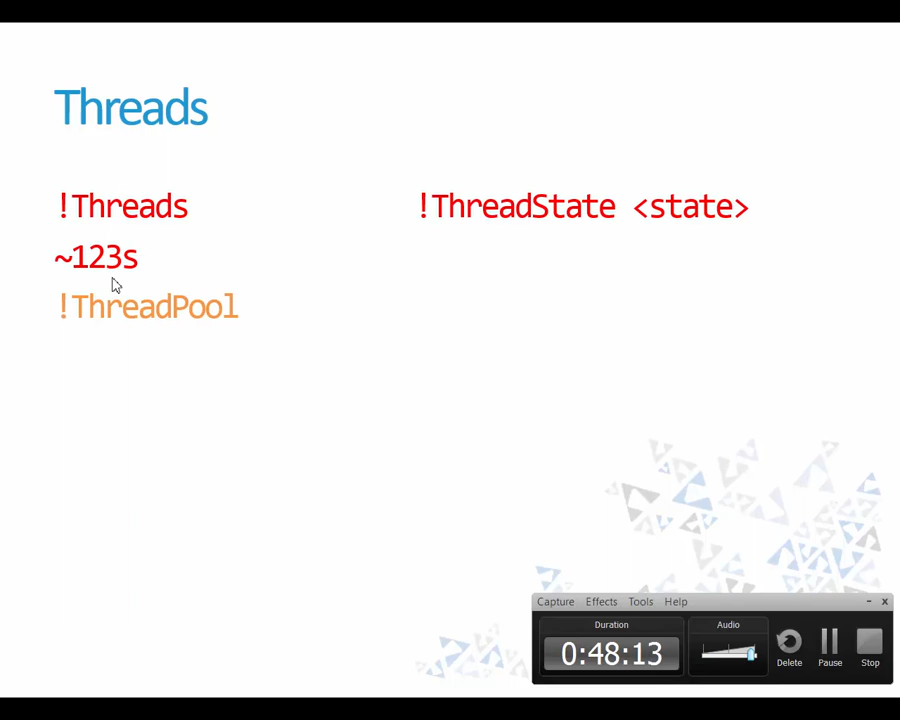 Threads
!Threads
!ThreadState <state>
~123s
!ThreadPool
Capture Effects Tools Help
Duration
Audio
0:48:13
Delete
Pause
Stop